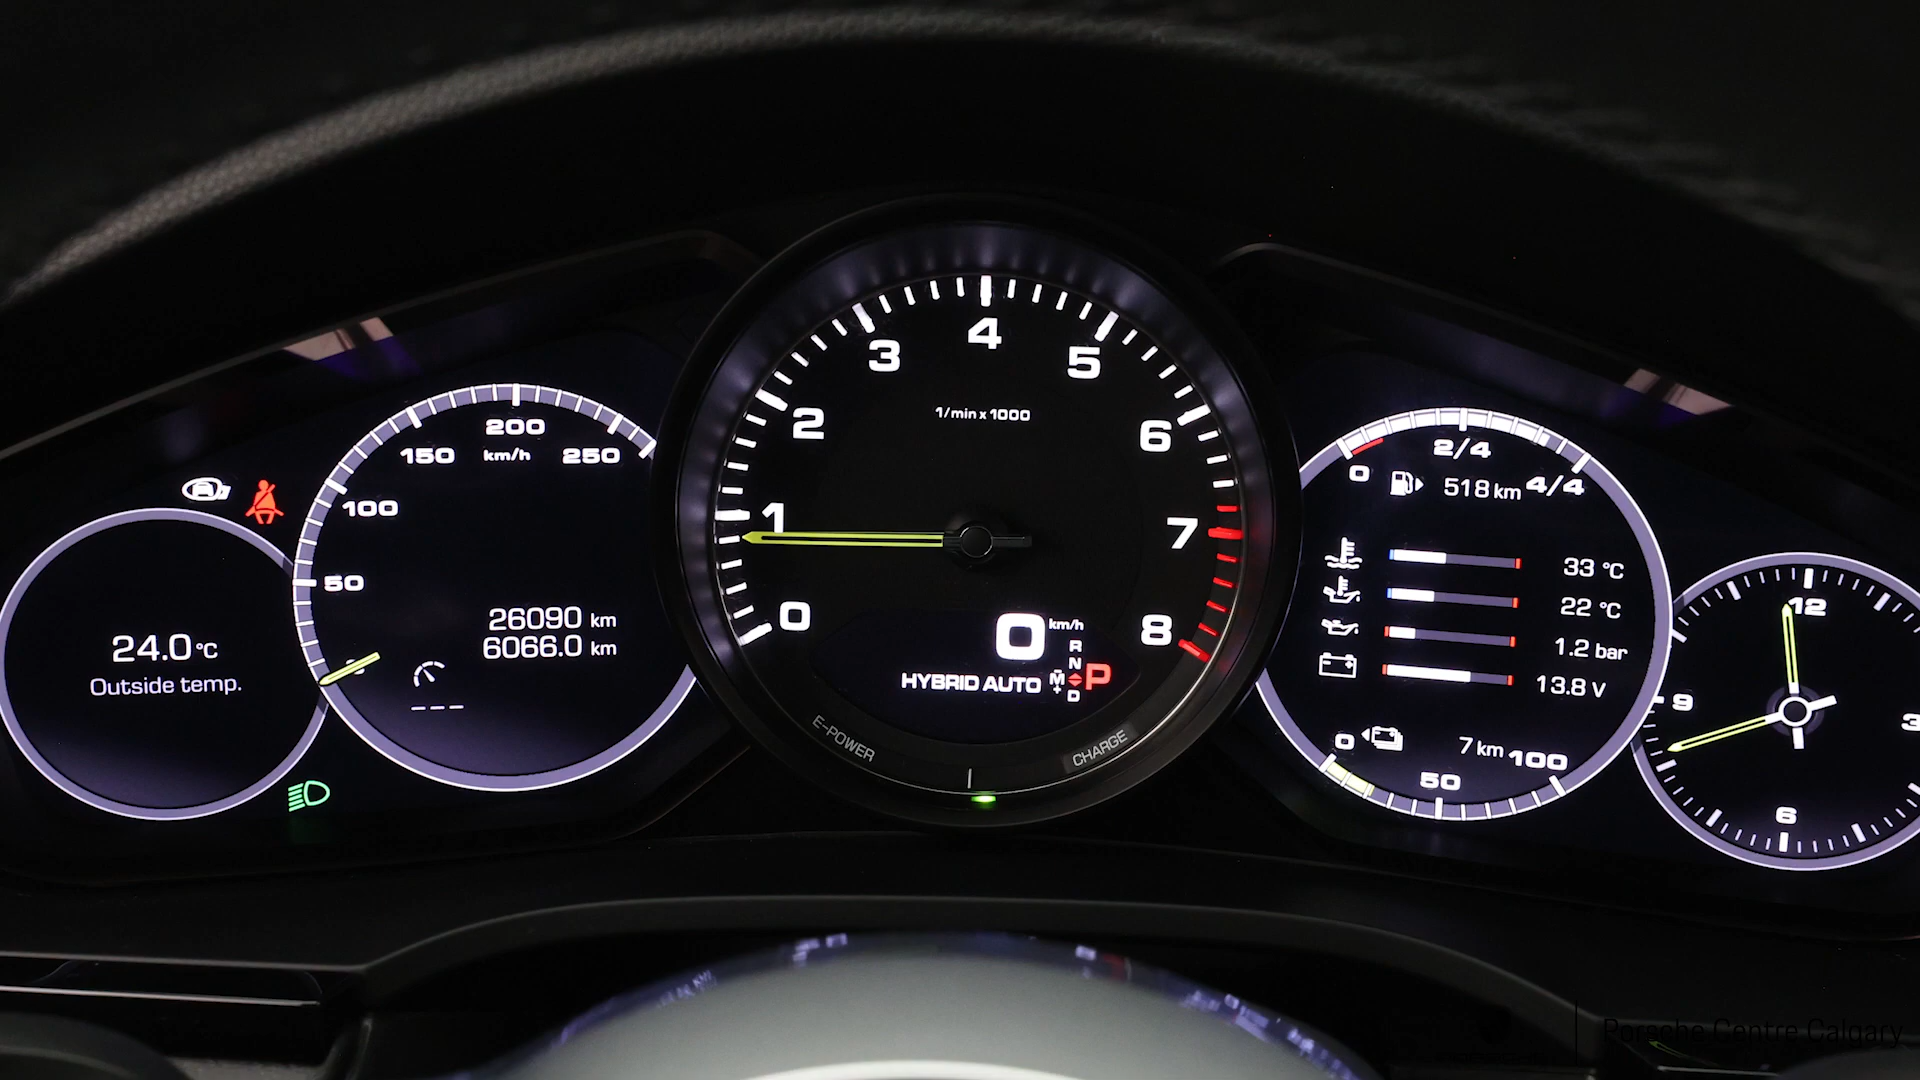 24.0 °C
Outside temp.
200
150 km/h 250
100
50
0
26090 km
6066.0 km
---
4
3 5
1/min x 1000
2 6
1 7
0 8
0 km/h
R
N
HYBRID AUTO M P
+ D
E-POWER CHARGE
2/4
0 518 km 4/4
33 °C
22 °C
1.2 bar
13.8 V
0 7 km 100
50
12
9 3
6
Porsche Centre Calgary